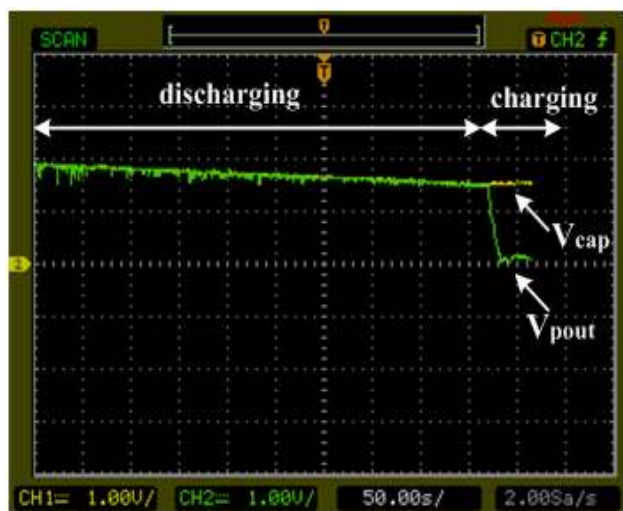 SCAN
T
T CH2
T
discharging
charging
Vcap
Vpout
CH1 1.00V/ CH2 1.00V/ 50.00s/ 2.00Sa/s